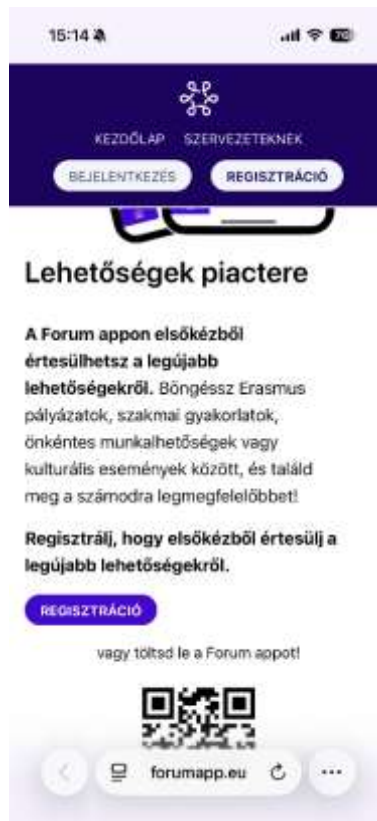 15:14
70
KEZDŐLAP SZERVEZETEKNEK
BEJELENTKEZÉS REGISZTRÁCIÓ
Lehetőségek piactere
A Forum appon elsőkézből
értesülhetsz a legújabb
lehetőségekről. Böngéssz Erasmus
pályázatok, szakmai gyakorlatok,
önkéntes munkalhetőségek vagy
kulturális események között, és találd
meg a számodra legmegfelelőbbet!
Regisztrálj, hogy elsőkézből értesülj a
legújabb lehetőségekről.
REGISZTRÁCIÓ
vagy töltsd le a Forum appot!
forumapp.eu